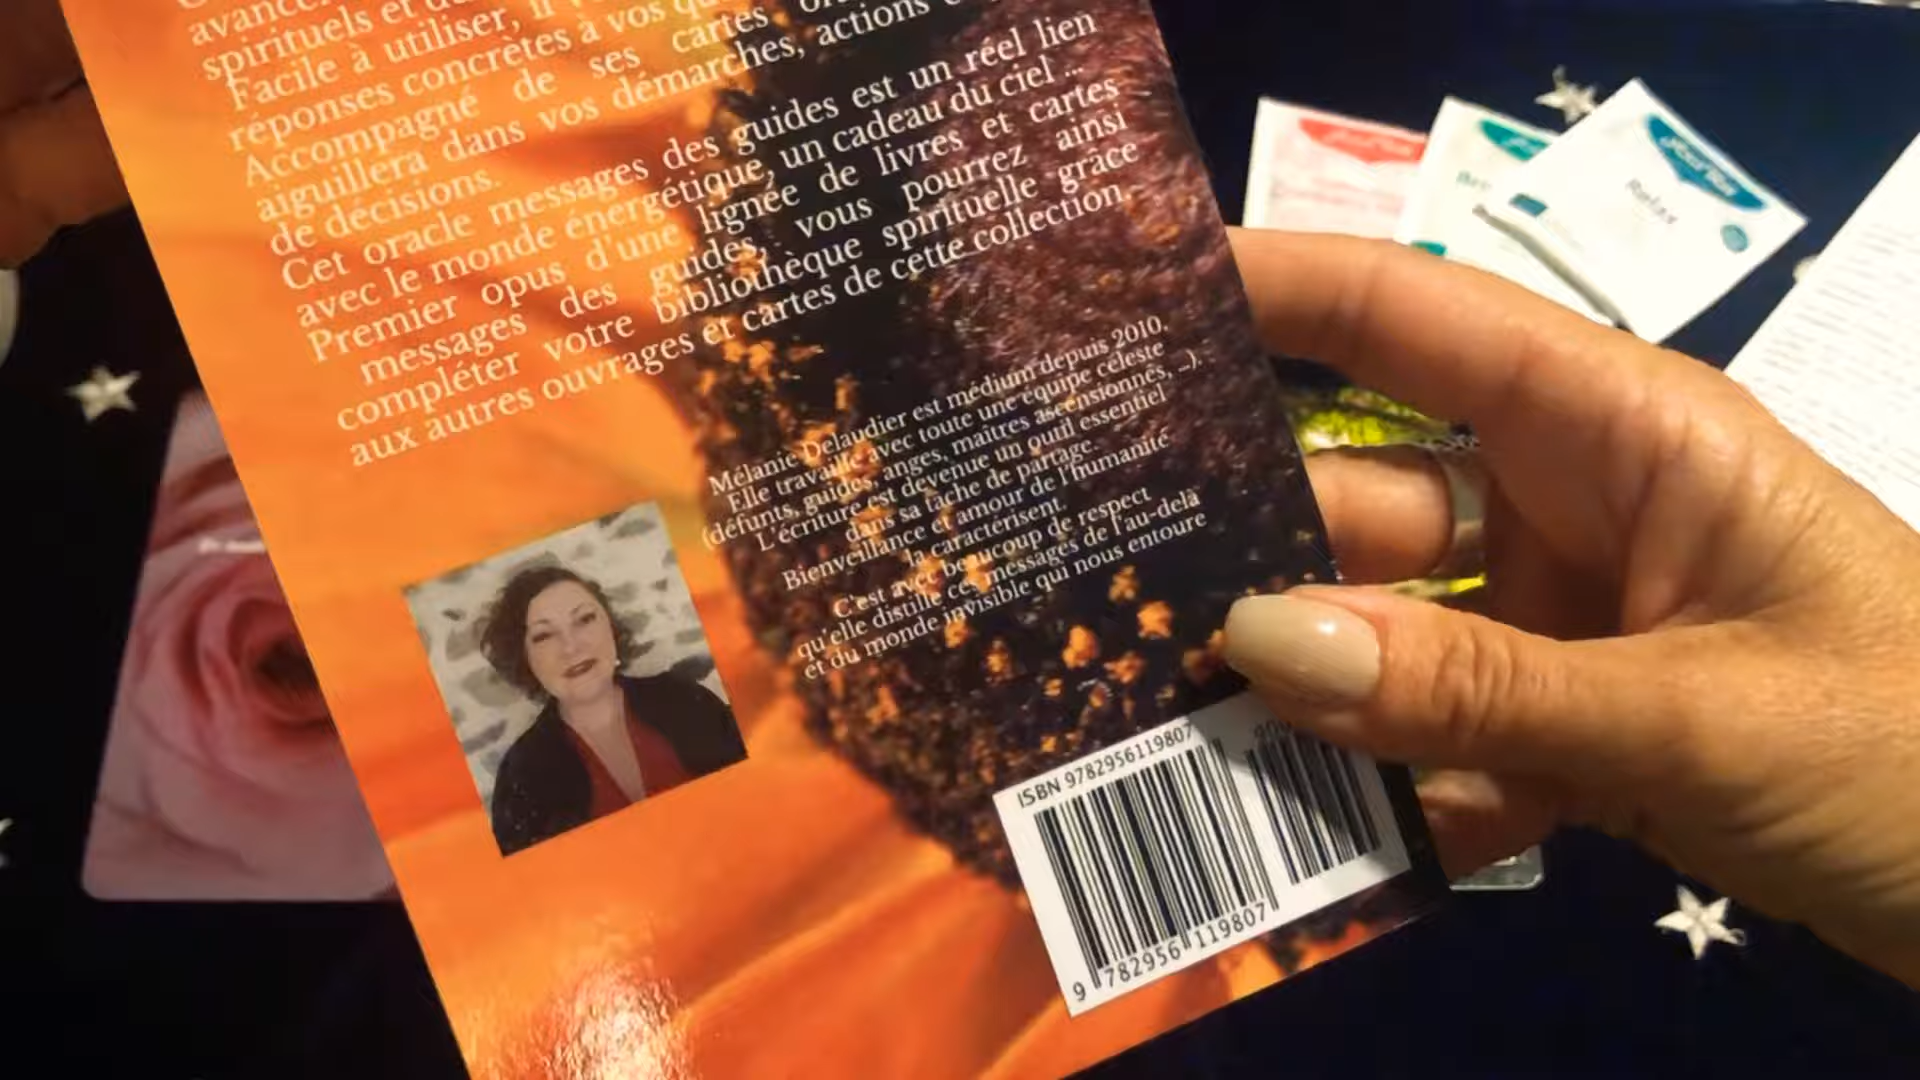 avancer
spirituels et du
Facile à utiliser, il
réponses concrètes à vos
Accompagné de ses cartes
aiguillera dans vos démarches, actions
de décisions.
Cet oracle messages des guides est un réel lien
avec le monde énergétique, un cadeau du ciel ...
Premier opus d'une lignée de livres et cartes
messages des guides, vous pourrez ainsi
compléter votre bibliothèque spirituelle grâce
aux autres ouvrages et cartes de cette collection.
Mélanie Delaudier est médium depuis 2010.
Elle travaille avec toute une équipe céleste
(défunts, guides, anges, maîtres ascensionnés, ...).
L'écriture est devenue un outil essentiel
dans sa tâche de partage.
Bienveillance et amour de l'humanité
la caractérisent.
C'est avec beaucoup de respect
qu'elle distille ces messages de l'au-delà
et du monde invisible qui nous entoure
ISBN 9782956119807
9 782956 119807
Relax